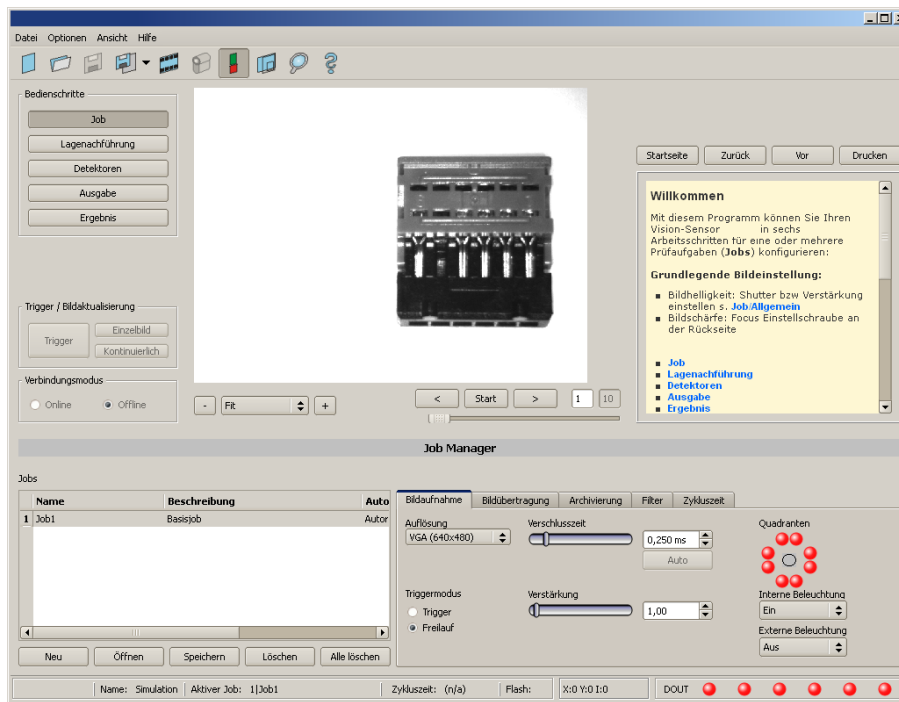 Datei Optionen Ansicht Hilfe
Bedienschritte
Job
Lagenachführung
Detektoren
Ausgabe
Ergebnis
Trigger / Bildaktualisierung
Trigger
Einzelbild
Kontinuierlich
Verbindungsmodus
Online
Offline
- Fit +
< Start > 1 10
Startseite Zurück Vor Drucken
Willkommen
Mit diesem Programm können Sie Ihren
Vision-Sensor in sechs
Arbeitsschritten für eine oder mehrere
Prüfaufgaben (Jobs) konfigurieren:
Grundlegende Bildeinstellung:
Bildhelligkeit: Shutter bzw Verstärkung
einstellen s. Job/Allgemein
Bildschärfe: Focus Einstellschraube an
der Rückseite
Job
Lagenachführung
Detektoren
Ausgabe
Ergebnis
Job Manager
Jobs
Name Beschreibung Auto
1 Job1 Basisjob Autor
Neu Öffnen Speichern Löschen Alle löschen
Bildaufnahme Bildübertragung Archivierung Filter Zykluszeit
Auflösung
VGA (640x480)
Verschlusszeit
0,250 ms
Auto
Quadranten
Triggermodus
Trigger
Freilauf
Verstärkung
1,00
Interne Beleuchtung
Ein
Externe Beleuchtung
Aus
Name: Simulation Aktiver Job: 1|Job1 Zykluszeit: (n/a) Flash: X:0 Y:0 I:0 DOUT